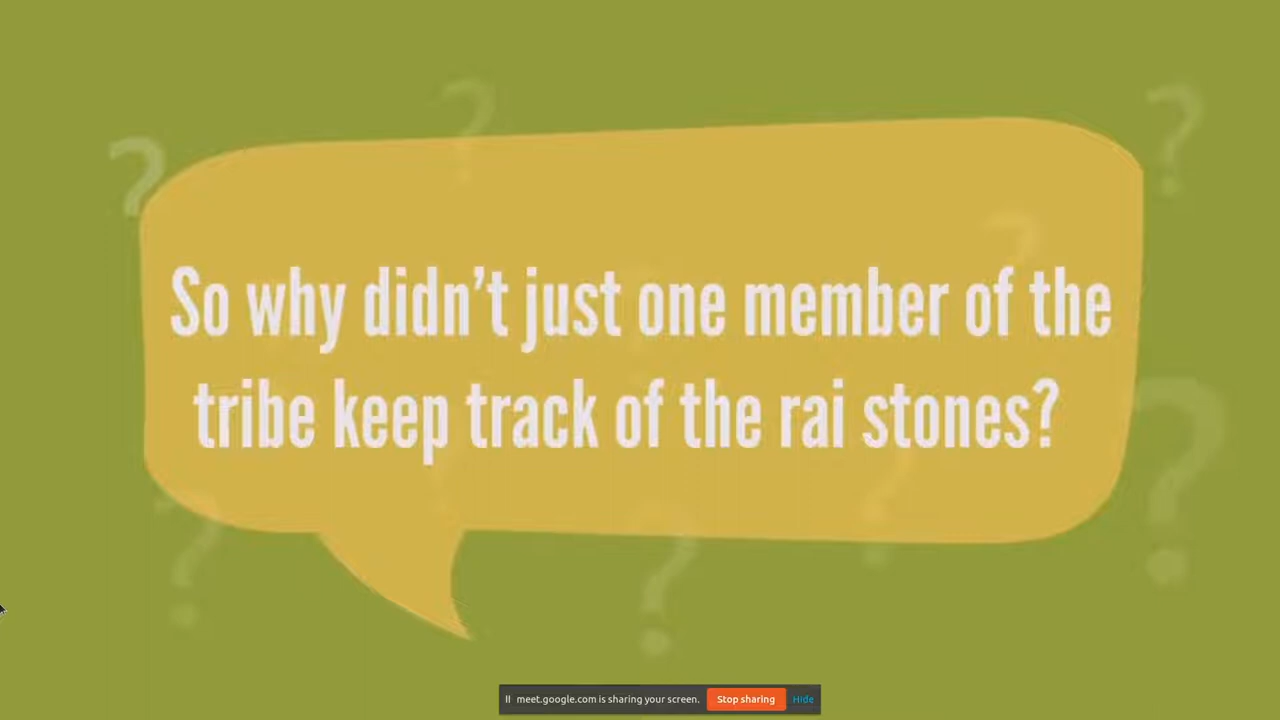 So why didn't just one member of the
tribe keep track of the rai stones?
meet.google.com is sharing your screen. Stop sharing Hide